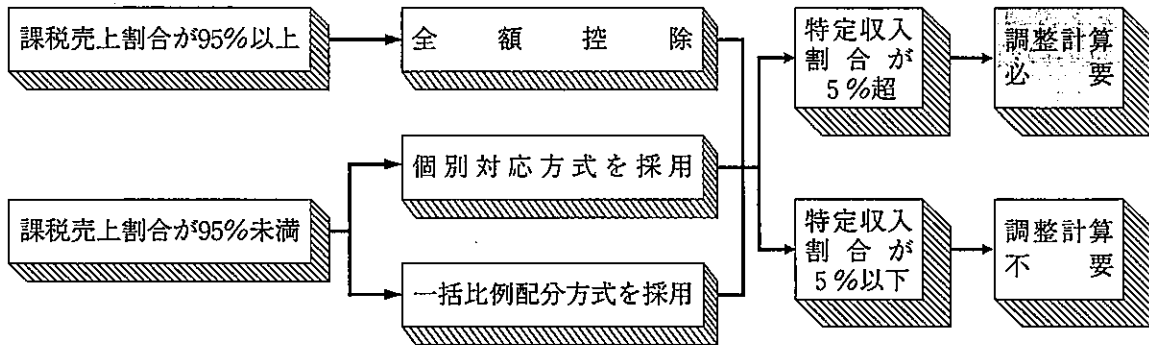 課税売上割合が95%以上
全額控除
特定収入
割合が
5%超
調整計算
必要
課税売上割合が95%未満
個別対応方式を採用
一括比例配分方式を採用
特定収入
割合が
5%以下
調整計算
不要